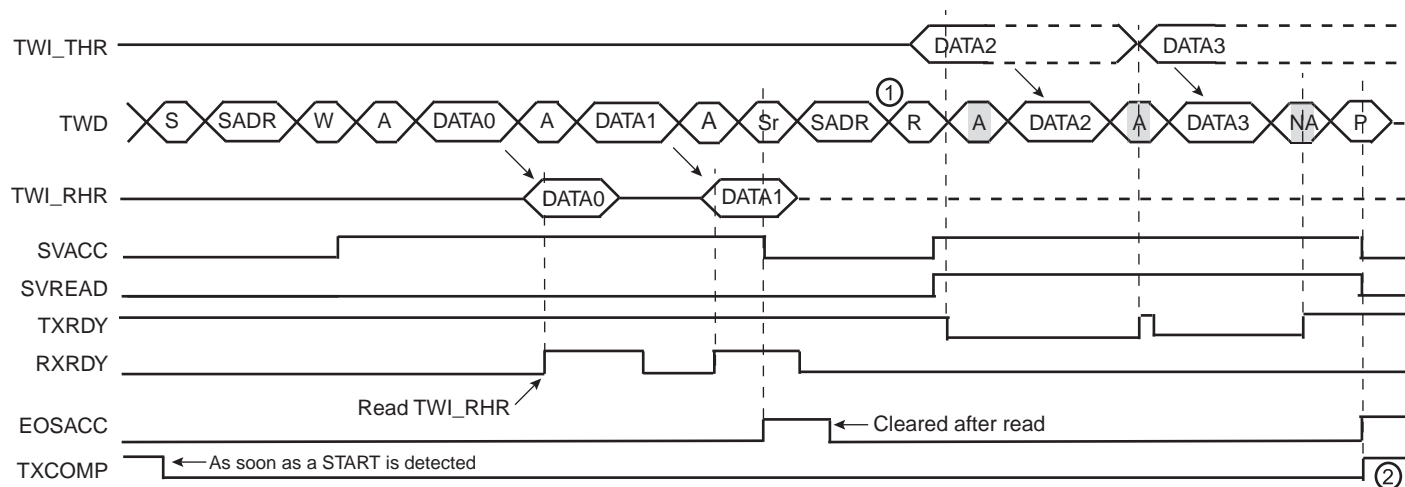 TWI_THR DATA2 DATA3
1
TWD S SADR W A DATA0 A DATA1 A Sr SADR R A DATA2 A DATA3 NA P
TWI_RHR DATA0 DATA1
SVACC
SVREAD
TXRDY
RXRDY
Read TWI_RHR
EOSACC Cleared after read
TXCOMP As soon as a START is detected 2